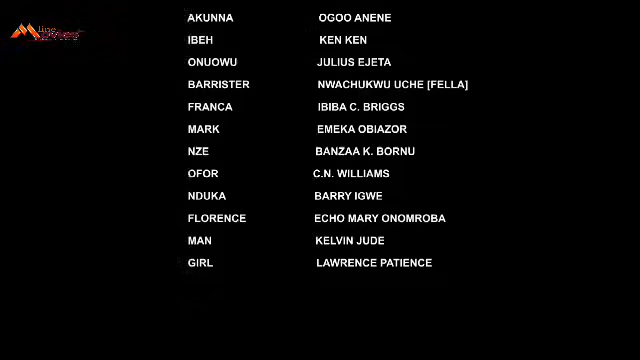 AKUNNA OGOO ANENE
IBEH KEN KEN
ONUOWU JULIUS EJETA
BARRISTER NWACHUKWU UCHE [FELLA]
FRANCA IBIBA C. BRIGGS
MARK EMEKA OBIAZOR
NZE BANZAA K. BORNU
OFOR C.N. WILLIAMS
NDUKA BARRY IGWE
FLORENCE ECHO MARY ONOMROBA
MAN KELVIN JUDE
GIRL LAWRENCE PATIENCE